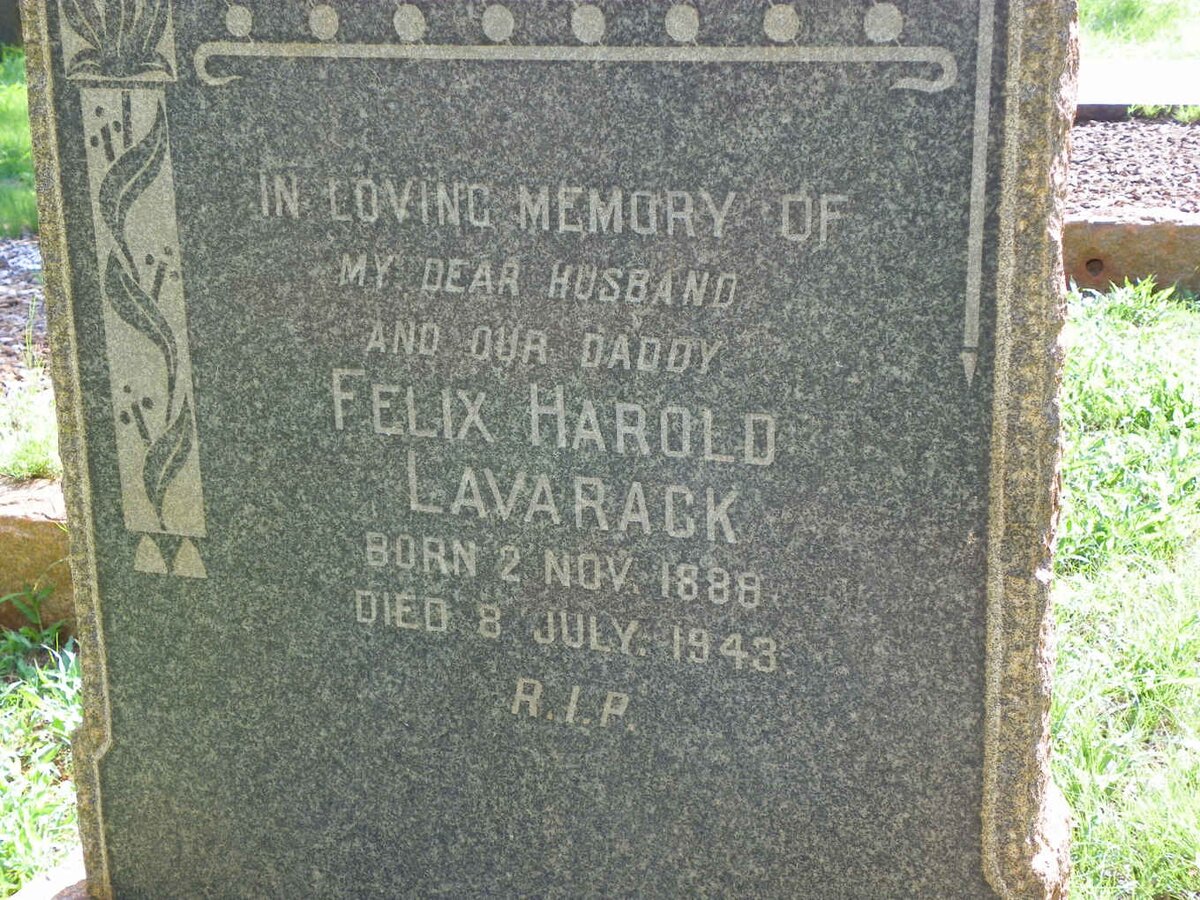 IN LOVING MEMORY OF
MY DEAR HUSBAND
AND OUR DADDY
FELIX HAROLD
LAVARACK
BORN 2 NOV. 1888
DIED 8 JULY. 1943
R.I.P.